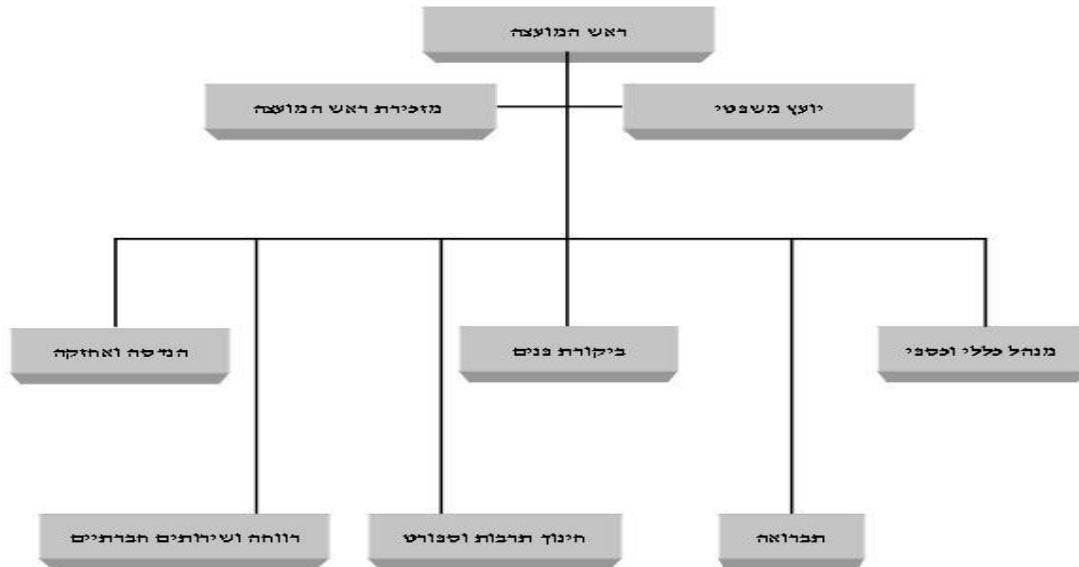 ראש המועצה
יועץ משפטי
מזכירת ראש המועצה
מנהל כללי וכספי
ביקורת פנים
הנדסה ואחזקה
תברואה
חינוך תרבות וספורט
רווחה ושירותים חברתיים